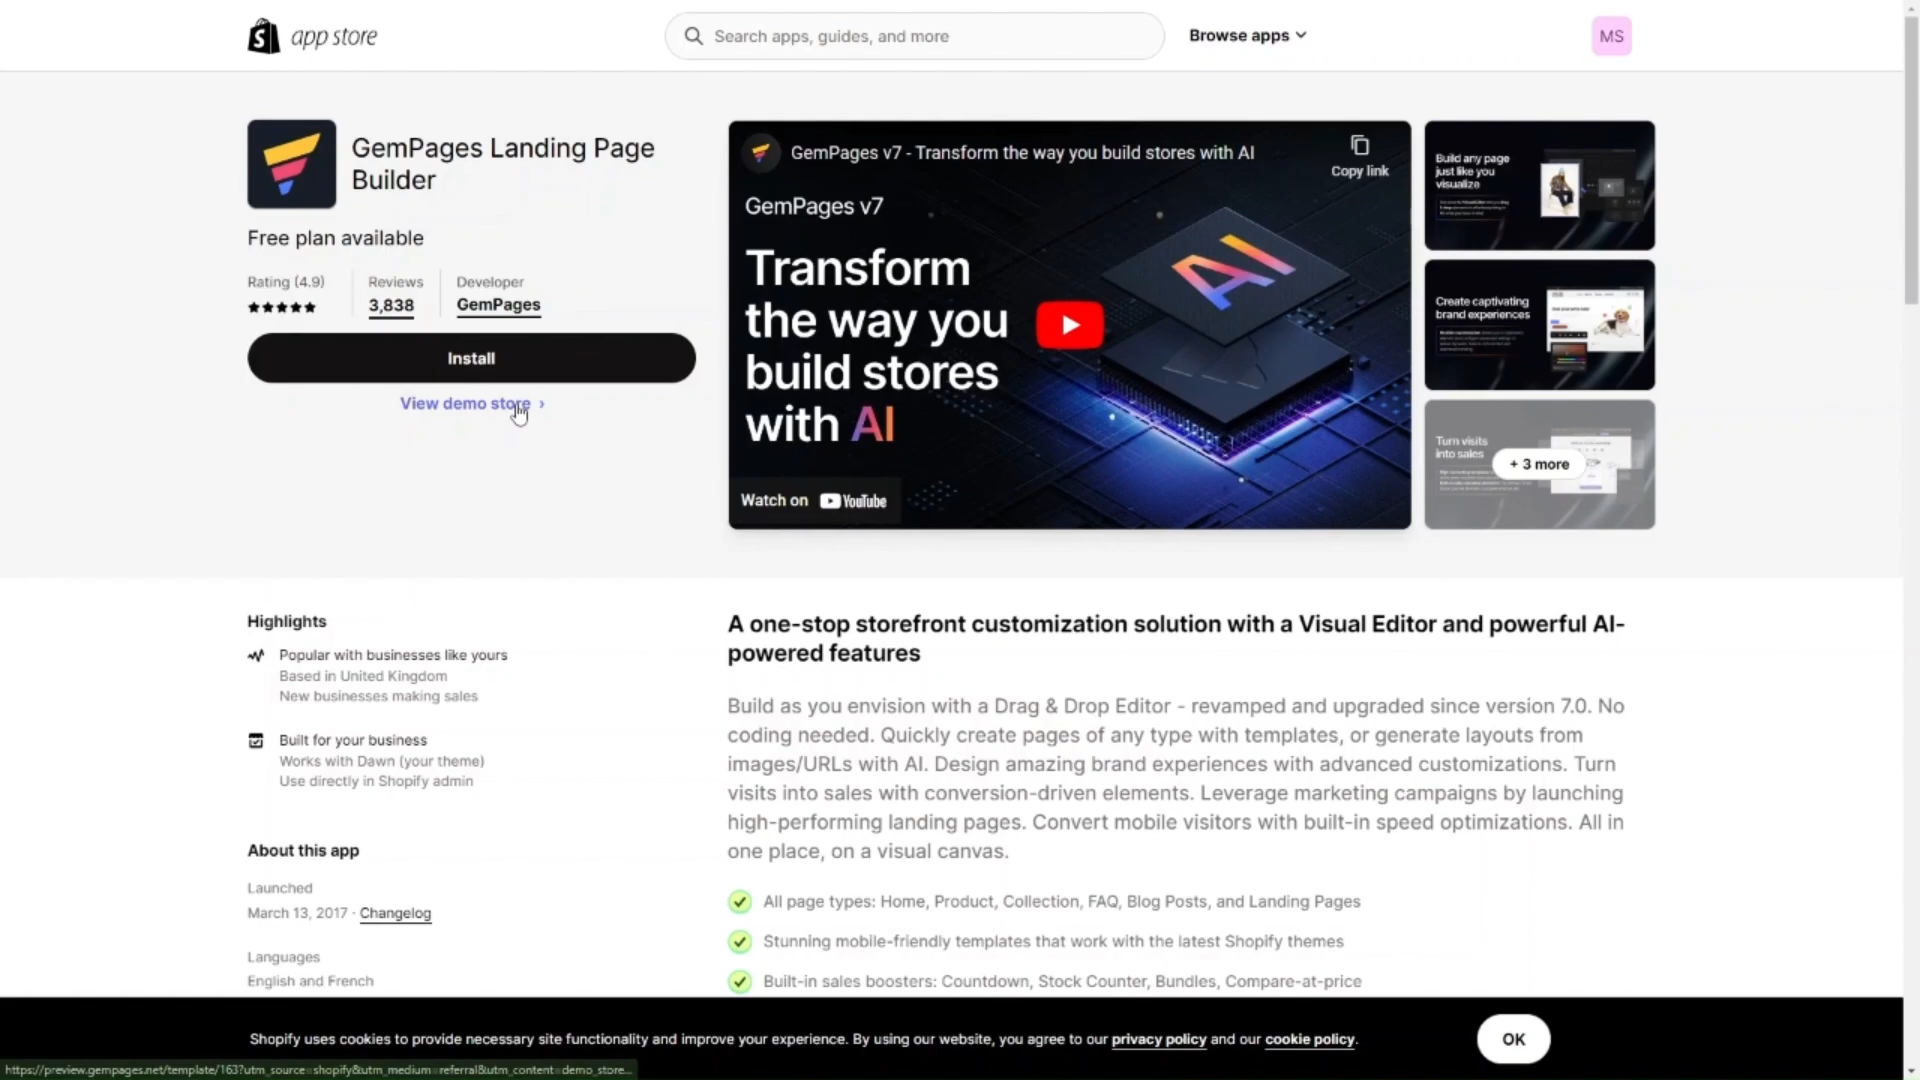 app store
Search apps, guides, and more
Browse apps
MS
GemPages Landing Page
Builder
Free plan available
Rating (4.9)
Reviews
3,838
Developer
GemPages
Install
View demo store ›
GemPages v7 - Transform the way you build stores with AI
Copy link
GemPages v7
Transform
the way you
build stores
with AI
AI
Watch on YouTube
Build any page
just like you
visualize
Create captivating
brand experiences
Turn visits
into sales
+ 3 more
Highlights
Popular with businesses like yours
Based in United Kingdom
New businesses making sales
Built for your business
Works with Dawn (your theme)
Use directly in Shopify admin
About this app
Launched
March 13, 2017 · Changelog
Languages
English and French
A one-stop storefront customization solution with a Visual Editor and powerful AI-
powered features
Build as you envision with a Drag & Drop Editor - revamped and upgraded since version 7.0. No
coding needed. Quickly create pages of any type with templates, or generate layouts from
images/URLs with AI. Design amazing brand experiences with advanced customizations. Turn
visits into sales with conversion-driven elements. Leverage marketing campaigns by launching
high-performing landing pages. Convert mobile visitors with built-in speed optimizations. All in
one place, on a visual canvas.
All page types: Home, Product, Collection, FAQ, Blog Posts, and Landing Pages
Stunning mobile-friendly templates that work with the latest Shopify themes
Built-in sales boosters: Countdown, Stock Counter, Bundles, Compare-at-price
Shopify uses cookies to provide necessary site functionality and improve your experience. By using our website, you agree to our privacy policy and our cookie policy.
OK
https://preview.gempages.net/template/163?utm_source=shopify&utm_medium=referral&utm_content=demo_store...